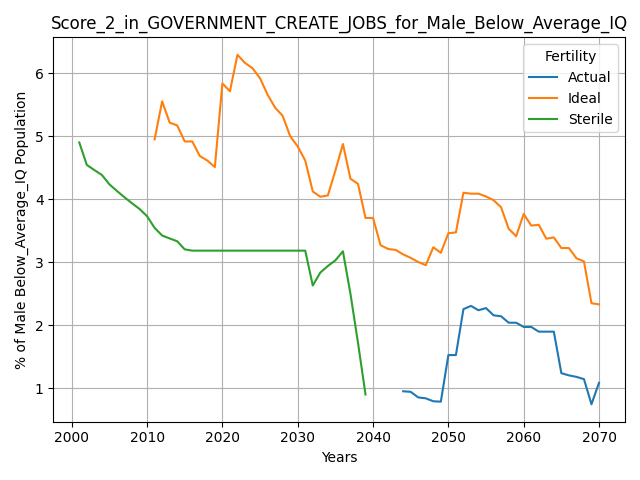 Score_2_in_GOVERNMENT_CREATE_JOBS_for_Male_Below_Average_IQ
Fertility
Actual
Ideal
Sterile
% of Male Below_Average_IQ Population
6
5
4
3
2
1
2000 2010 2020 2030 2040 2050 2060 2070
Years